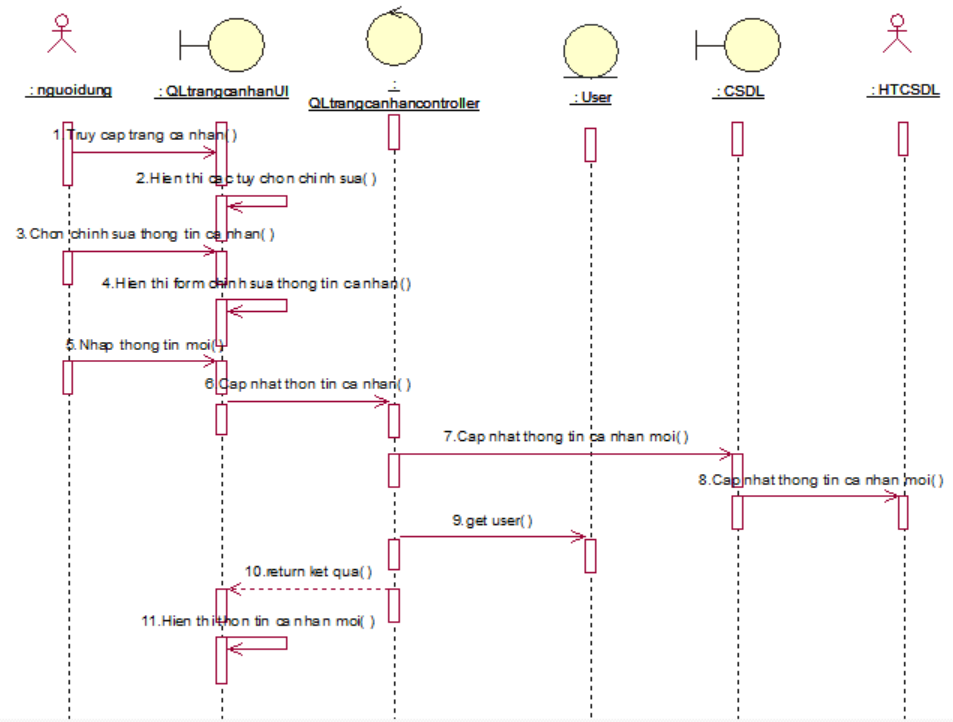 : nguoidung
: QLtrangcanhanUI
:
QLtrangcanhancontroller
: User
: CSDL
: HTCSDL
1.Truy cap trang ca nhan( )
2.Hien thi cac tuy chon chinh sua( )
3.Chon chinh sua thong tin ca nhan( )
4.Hien thi form chinh sua thong tin ca nhan( )
5.Nhap thong tin moi( )
6.Cap nhat thon tin ca nhan( )
7.Cap nhat thong tin ca nhan moi( )
8.Cap nhat thong tin ca nhan moi( )
9.get user( )
10.return ket qua( )
11.Hien thi thon tin ca nhan moi( )